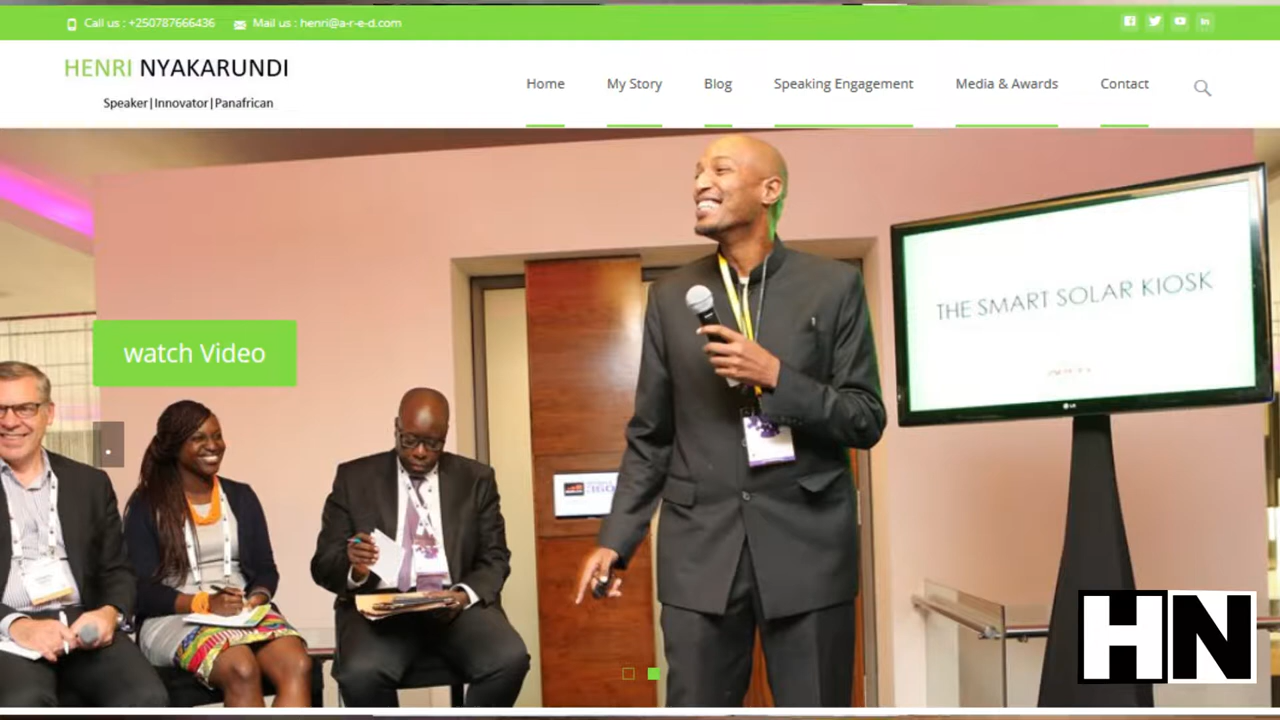 Call us : +250787666436 Mail us : henri@a-r-e-d.com
HENRI NYAKARUNDI
Speaker|Innovator|Panafrican
Home My Story Blog Speaking Engagement Media & Awards Contact
THE SMART SOLAR KIOSK
watch Video
LG
HN